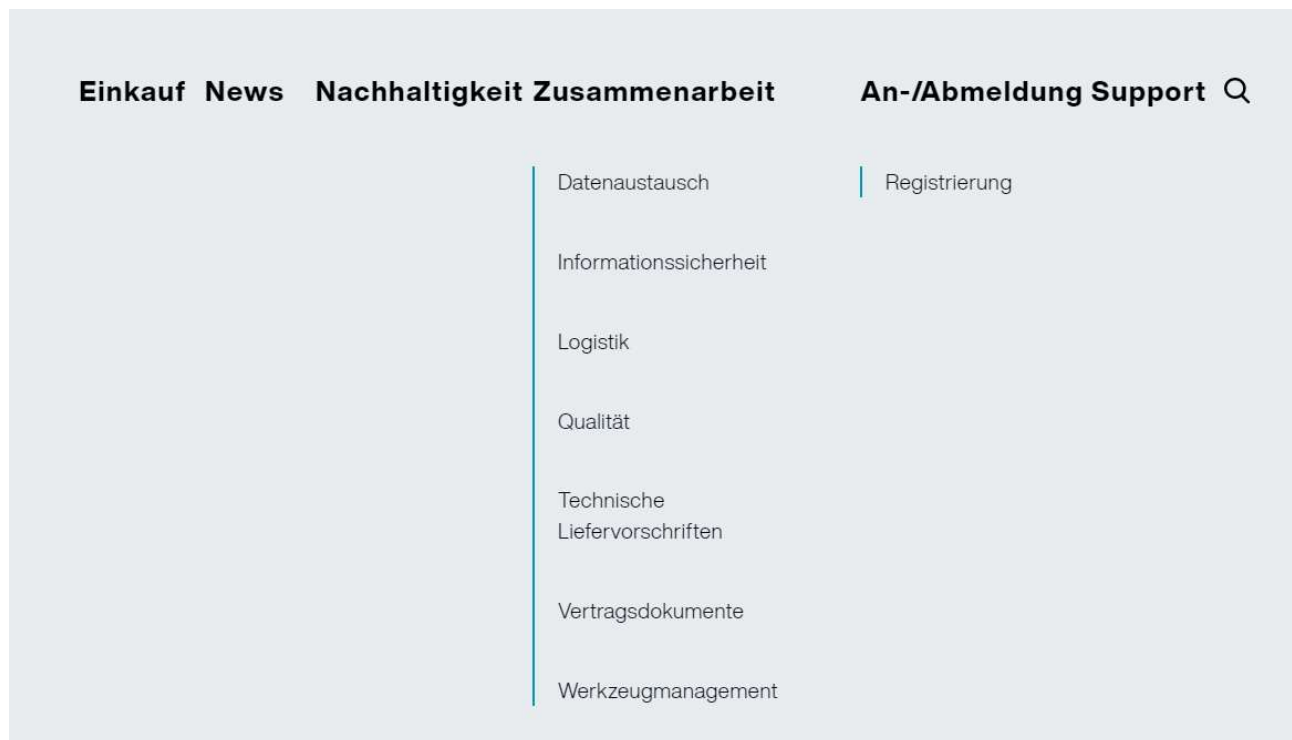 Einkauf News Nachhaltigkeit Zusammenarbeit An-/Abmeldung Support
Datenaustausch
Informationssicherheit
Logistik
Qualität
Technische
Liefervorschriften
Vertragsdokumente
Werkzeugmanagement
Registrierung